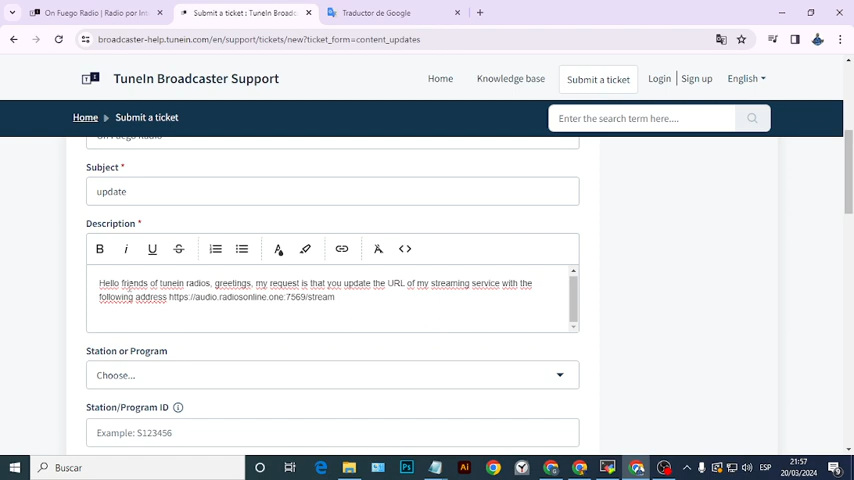 On Fuego Radio | Radio por Inte
Submit a ticket : TuneIn Broadc
Traductor de Google
broadcaster-help.tunein.com/en/support/tickets/new?ticket_form=content_updates
TuneIn Broadcaster Support
Home
Knowledge base
Submit a ticket
Login
Sign up
English
Home
Submit a ticket
Enter the search term here....
On Fuego Radio
Subject *
update
Description *
Hello friends of tunein radios, greetings, my request is that you update the URL of my streaming service with the
following address https://audio.radiosonline.one:7569/stream
Station or Program
Choose...
Station/Program ID
Example: S123456
Buscar
ESP
21:57
20/03/2024